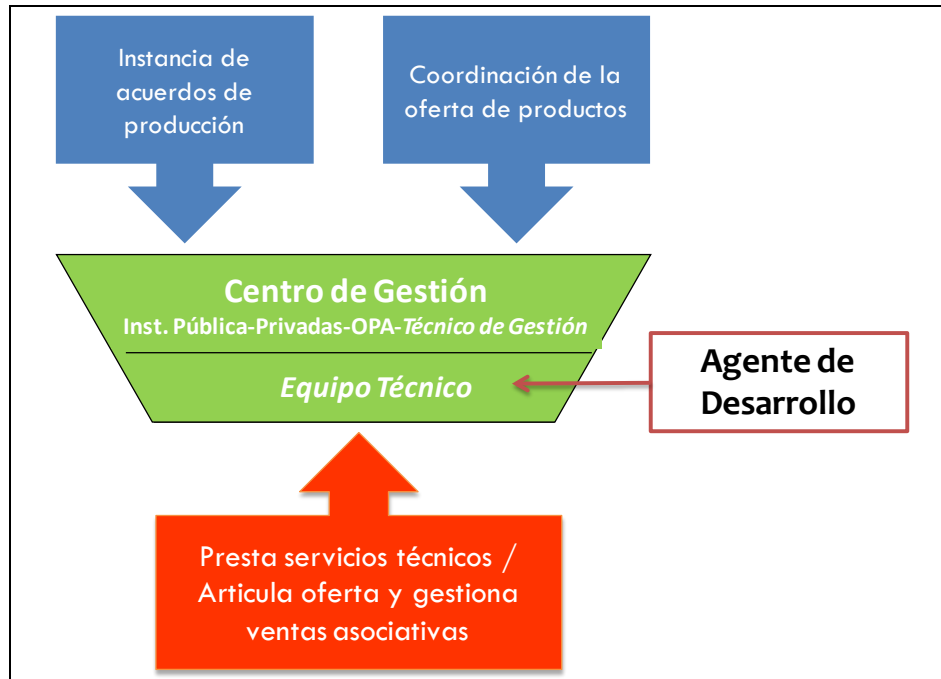 Instancia de
acuerdos de
producción
Coordinación de la
oferta de productos
Centro de Gestión
Inst. Pública-Privadas-OPA-Técnico de Gestión
Equipo Técnico
Agente de
Desarrollo
Presta servicios técnicos /
Articula oferta y gestiona
ventas asociativas